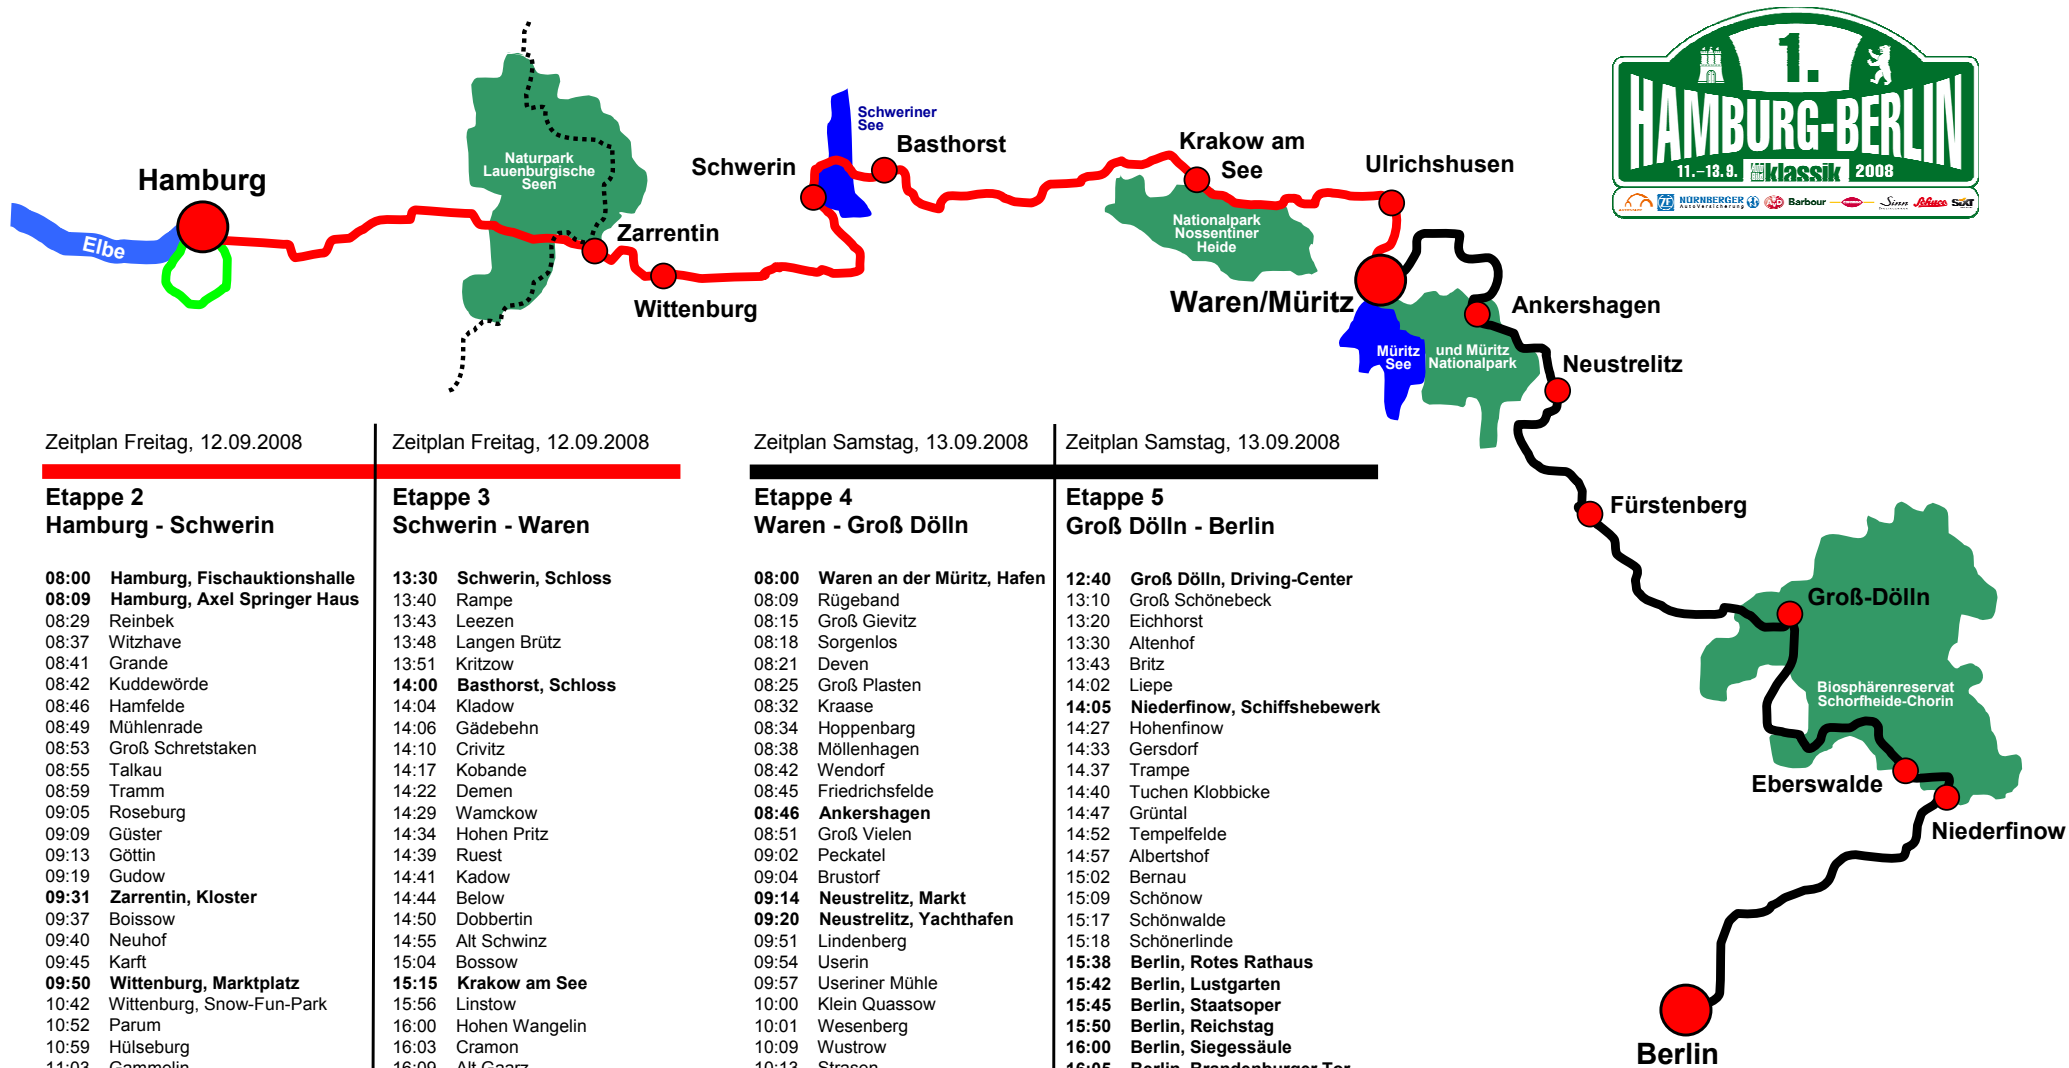 1.
HAMBURG-BERLIN
11.–13.9. klassik 2008
NÜRNBERGER
Barbour
Sinn
Schuco
Sixt
Hamburg
Elbe
Naturpark
Lauenburgische
Seen
Zarrentin
Wittenburg
Schwerin
Schweriner
See
Basthorst
Krakow am
See
Nationalpark
Nossentiner
Heide
Ulrichshusen
Waren/Müritz
Müritz
See
und Müritz
Nationalpark
Ankershagen
Neustrelitz
Fürstenberg
Groß-Dölln
Biosphärenreservat
Schorfheide-Chorin
Eberswalde
Niederfinow
Berlin
Zeitplan Freitag, 12.09.2008
Etappe 2
Hamburg - Schwerin
08:00 Hamburg, Fischauktionshalle
08:09 Hamburg, Axel Springer Haus
08:29 Reinbek
08:37 Witzhave
08:41 Grande
08:42 Kuddewörde
08:46 Hamfelde
08:49 Mühlenrade
08:53 Groß Schretstaken
08:55 Talkau
08:59 Tramm
09:05 Roseburg
09:09 Güster
09:13 Göttin
09:19 Gudow
09:31 Zarrentin, Kloster
09:37 Boissow
09:40 Neuhof
09:45 Karft
09:50 Wittenburg, Marktplatz
10:42 Wittenburg, Snow-Fun-Park
10:52 Parum
10:59 Hülseburg
11:03 Gammelin
Zeitplan Freitag, 12.09.2008
Etappe 3
Schwerin - Waren
13:30 Schwerin, Schloss
13:40 Rampe
13:43 Leezen
13:48 Langen Brütz
13:51 Kritzow
14:00 Basthorst, Schloss
14:04 Kladow
14:06 Gädebehn
14:10 Crivitz
14:17 Kobande
14:22 Demen
14:29 Wamckow
14:34 Hohen Pritz
14:39 Ruest
14:41 Kadow
14:44 Below
14:50 Dobbertin
14:55 Alt Schwinz
15:04 Bossow
15:15 Krakow am See
15:56 Linstow
16:00 Hohen Wangelin
16:03 Cramon
16:09 Alt Gaarz
Zeitplan Samstag, 13.09.2008
Etappe 4
Waren - Groß Dölln
08:00 Waren an der Müritz, Hafen
08:09 Rügeband
08:15 Groß Gievitz
08:18 Sorgenlos
08:21 Deven
08:25 Groß Plasten
08:32 Kraase
08:34 Hoppenbarg
08:38 Möllenhagen
08:42 Wendorf
08:45 Friedrichsfelde
08:46 Ankershagen
08:51 Groß Vielen
09:02 Peckatel
09:04 Brustorf
09:14 Neustrelitz, Markt
09:20 Neustrelitz, Yachthafen
09:51 Lindenberg
09:54 Userin
09:57 Useriner Mühle
10:00 Klein Quassow
10:01 Wesenberg
10:09 Wustrow
10:13 Strasen
Zeitplan Samstag, 13.09.2008
Etappe 5
Groß Dölln - Berlin
12:40 Groß Dölln, Driving-Center
13:10 Groß Schönebeck
13:20 Eichhorst
13:30 Altenhof
13:43 Britz
14:02 Liepe
14:05 Niederfinow, Schiffshebewerk
14:27 Hohenfinow
14:33 Gersdorf
14.37 Trampe
14:40 Tuchen Klobbicke
14:47 Grüntal
14:52 Tempelfelde
14:57 Albertshof
15:02 Bernau
15:09 Schönow
15:17 Schönwalde
15:18 Schönerlinde
15:38 Berlin, Rotes Rathaus
15:42 Berlin, Lustgarten
15:45 Berlin, Staatsoper
15:50 Berlin, Reichstag
16:00 Berlin, Siegessäule
16:05 Berlin, Brandenburger Tor